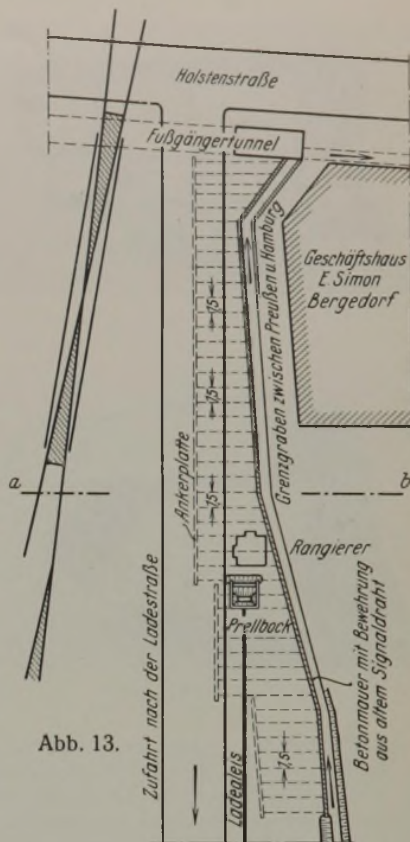 Holstenstraße
Fußgängertunnel
Geschäftshaus
E. Simon
Bergedorf
Grenzgraben zwischen Preußen u. Hamburg
1,5
1,5
1,5
Ankerplatte
a
b
Rangierer
Prellbock
Betonmauer mit Bewehrung
aus altem Signaldraht
Zufahrt nach der Ladestraße
Abb. 13.
Ladegleis
1,5